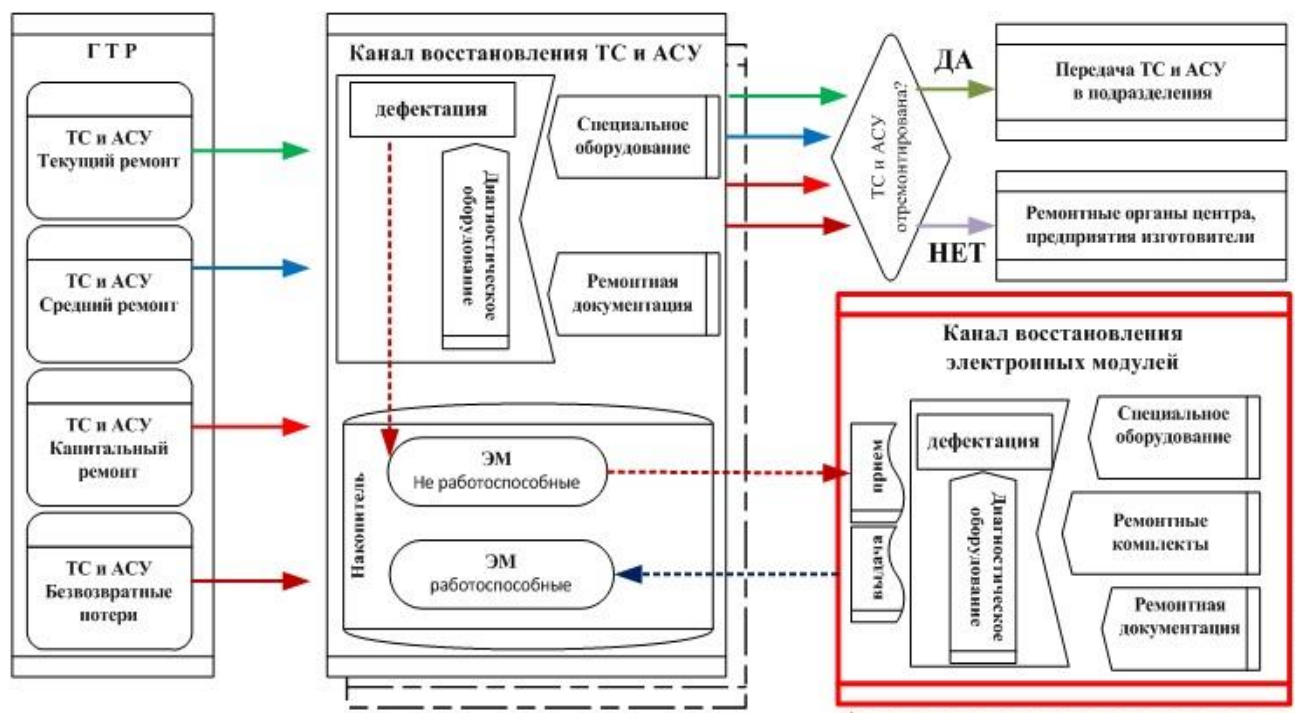 Г Т Р
ТС и АСУ
Текущий ремонт
ТС и АСУ
Средний ремонт
ТС и АСУ
Капитальный
ремонт
ТС и АСУ
Безвозвратные
потери
Канал восстановления ТС и АСУ
дефектация
Диагностическое
оборудование
Специальное
оборудование
Ремонтная
документация
Накопитель
ЭМ
Не работоспособные
ЭМ
работоспособные
ТС и АСУ
отремонтирована?
ДА
НЕТ
Передача ТС и АСУ
в подразделения
Ремонтные органы центра,
предприятия изготовители
Канал восстановления
электронных модулей
прием
выдача
дефектация
Диагностическое
оборудование
Специальное
оборудование
Ремонтные
комплекты
Ремонтная
документация